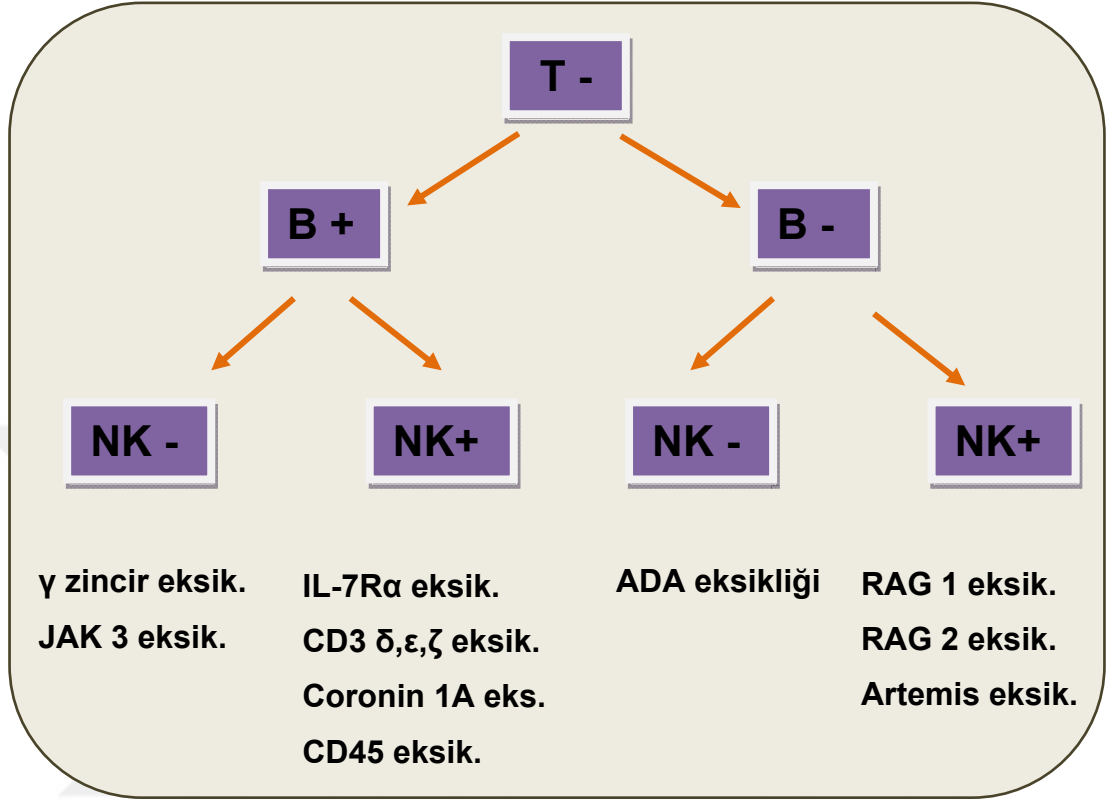 T -
B +
B -
NK -
NK+
NK -
NK+
γ zincir eksik.
JAK 3 eksik.
IL-7Rα eksik.
CD3 δ,ε,ζ eksik.
Coronin 1A eks.
CD45 eksik.
ADA eksikliği
RAG 1 eksik.
RAG 2 eksik.
Artemis eksik.